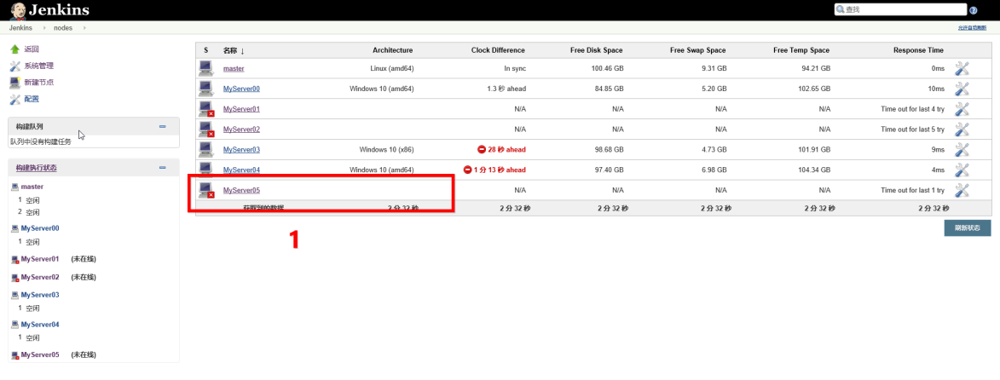 Jenkins
查找
Jenkins nodes
允许自动刷新
返回
系统管理
新建节点
配置
构建队列
队列中没有构建任务
构建执行状态
master
1 空闲
2 空闲
MyServer00
1 空闲
MyServer01 (未在线)
MyServer02 (未在线)
MyServer03
1 空闲
MyServer04
1 空闲
MyServer05 (未在线)
S 名称 ↓ Architecture Clock Difference Free Disk Space Free Swap Space Free Temp Space Response Time
master Linux (amd64) In sync 100.46 GB 9.31 GB 94.21 GB 0ms
MyServer00 Windows 10 (amd64) 1.3 秒 ahead 84.85 GB 5.20 GB 102.65 GB 10ms
MyServer01 N/A N/A N/A N/A Time out for last 4 try
MyServer02 N/A N/A N/A N/A Time out for last 5 try
MyServer03 Windows 10 (x86) 28 秒 ahead 98.68 GB 4.73 GB 101.91 GB 9ms
MyServer04 Windows 10 (amd64) 1 分 13 秒 ahead 97.40 GB 6.98 GB 104.34 GB 4ms
MyServer05 N/A N/A N/A N/A Time out for last 1 try
获取到的数据 2 分 32 秒 2 分 32 秒 2 分 32 秒 2 分 32 秒 2 分 32 秒 2 分 32 秒
刷新状态
1